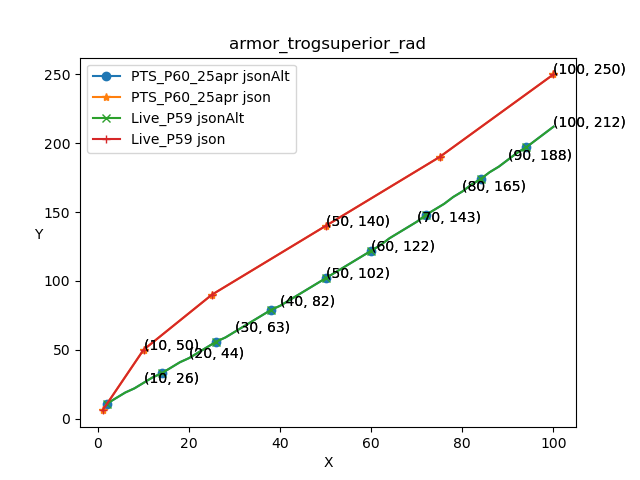 armor_trogsuperior_rad
PTS_P60_25apr jsonAlt
PTS_P60_25apr json
Live_P59 jsonAlt
Live_P59 json
(100, 250)
(100, 212)
(90, 188)
(80, 165)
(70, 143)
(50, 140)
(60, 122)
(50, 102)
(40, 82)
(30, 63)
(10, 50)
(20, 44)
(10, 26)
250
200
150
100
50
0
Y
0 20 40 60 80 100
X